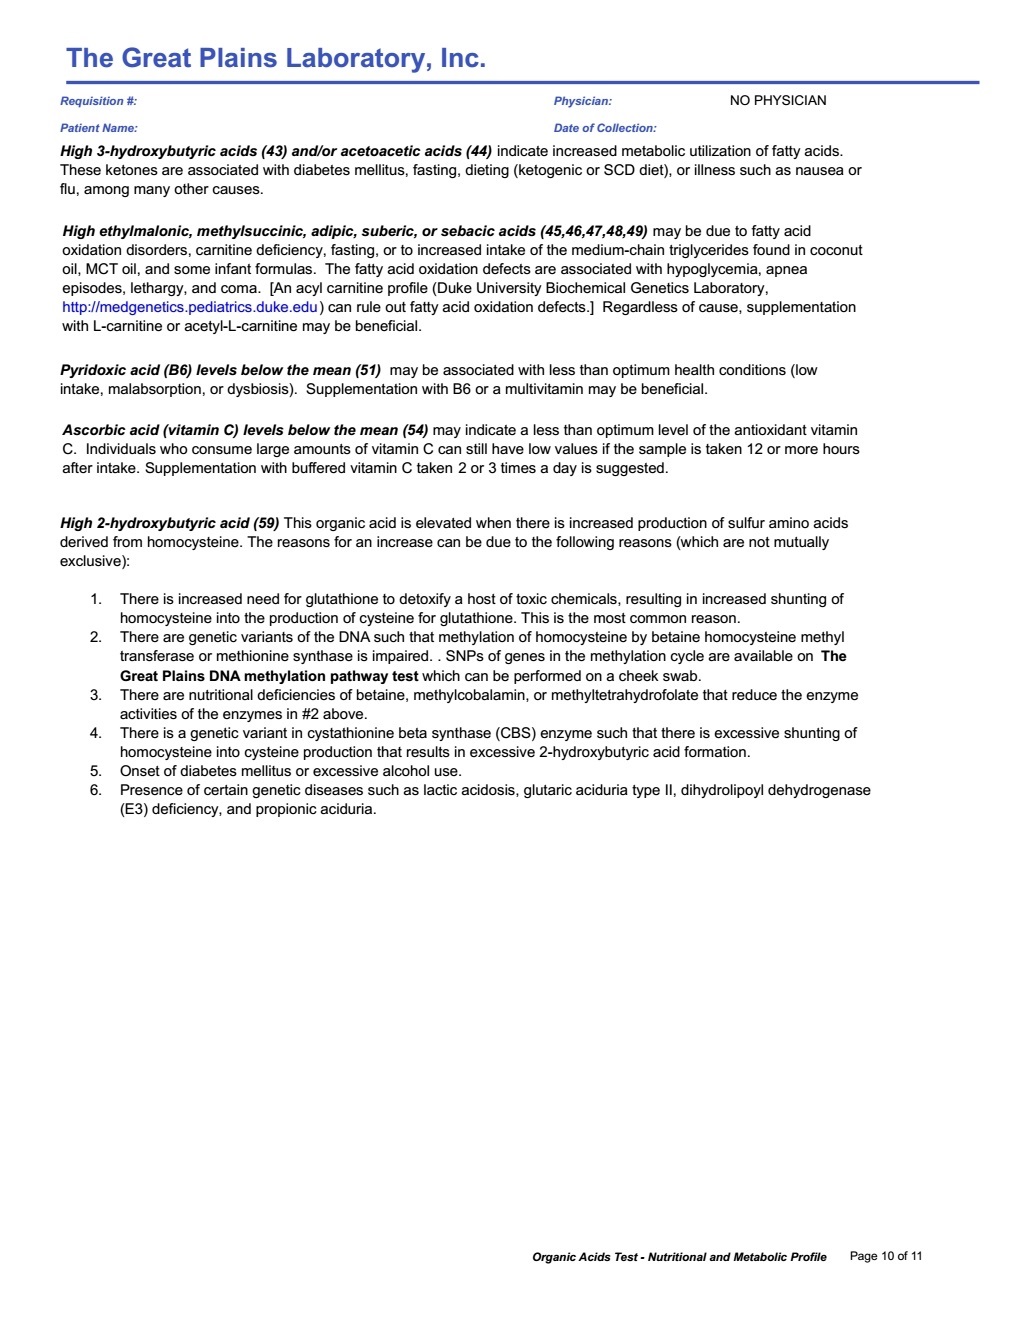 The Great Plains Laboratory, Inc.
Requisition #: Physician: NO PHYSICIAN
Patient Name: Date of Collection:
High 3-hydroxybutyric acids (43) and/or acetoacetic acids (44) indicate increased metabolic utilization of fatty acids.
These ketones are associated with diabetes mellitus, fasting, dieting (ketogenic or SCD diet), or illness such as nausea or
flu, among many other causes.
High ethylmalonic, methylsuccinic, adipic, suberic, or sebacic acids (45,46,47,48,49) may be due to fatty acid
oxidation disorders, carnitine deficiency, fasting, or to increased intake of the medium-chain triglycerides found in coconut
oil, MCT oil, and some infant formulas. The fatty acid oxidation defects are associated with hypoglycemia, apnea
episodes, lethargy, and coma. [An acyl carnitine profile (Duke University Biochemical Genetics Laboratory,
http://medgenetics.pediatrics.duke.edu) can rule out fatty acid oxidation defects.] Regardless of cause, supplementation
with L-carnitine or acetyl-L-carnitine may be beneficial.
Pyridoxic acid (B6) levels below the mean (51) may be associated with less than optimum health conditions (low
intake, malabsorption, or dysbiosis). Supplementation with B6 or a multivitamin may be beneficial.
Ascorbic acid (vitamin C) levels below the mean (54) may indicate a less than optimum level of the antioxidant vitamin
C. Individuals who consume large amounts of vitamin C can still have low values if the sample is taken 12 or more hours
after intake. Supplementation with buffered vitamin C taken 2 or 3 times a day is suggested.
High 2-hydroxybutyric acid (59) This organic acid is elevated when there is increased production of sulfur amino acids
derived from homocysteine. The reasons for an increase can be due to the following reasons (which are not mutually
exclusive):
1. There is increased need for glutathione to detoxify a host of toxic chemicals, resulting in increased shunting of
homocysteine into the production of cysteine for glutathione. This is the most common reason.
2. There are genetic variants of the DNA such that methylation of homocysteine by betaine homocysteine methyl
transferase or methionine synthase is impaired. . SNPs of genes in the methylation cycle are available on The
Great Plains DNA methylation pathway test which can be performed on a cheek swab.
3. There are nutritional deficiencies of betaine, methylcobalamin, or methyltetrahydrofolate that reduce the enzyme
activities of the enzymes in #2 above.
4. There is a genetic variant in cystathionine beta synthase (CBS) enzyme such that there is excessive shunting of
homocysteine into cysteine production that results in excessive 2-hydroxybutyric acid formation.
5. Onset of diabetes mellitus or excessive alcohol use.
6. Presence of certain genetic diseases such as lactic acidosis, glutaric aciduria type II, dihydrolipoyl dehydrogenase
(E3) deficiency, and propionic aciduria.
Organic Acids Test - Nutritional and Metabolic Profile Page 10 of 11